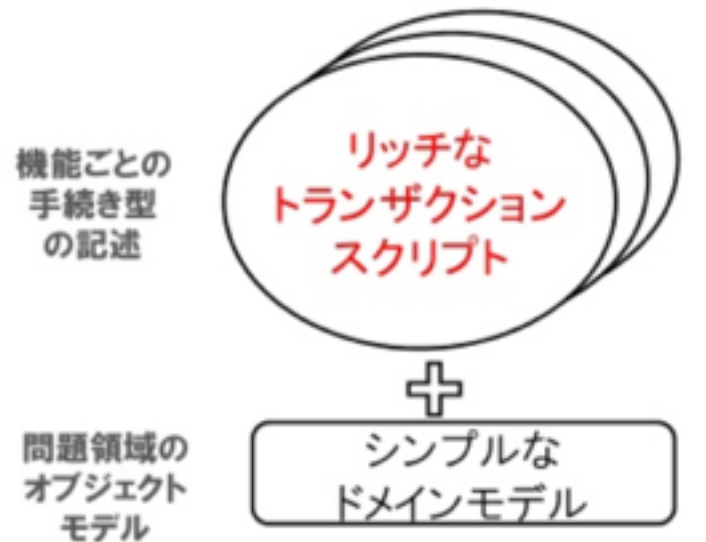 機能ごとの
手続き型
の記述
リッチな
トランザクション
スクリプト
問題領域の
オブジェクト
モデル
シンプルな
ドメインモデル